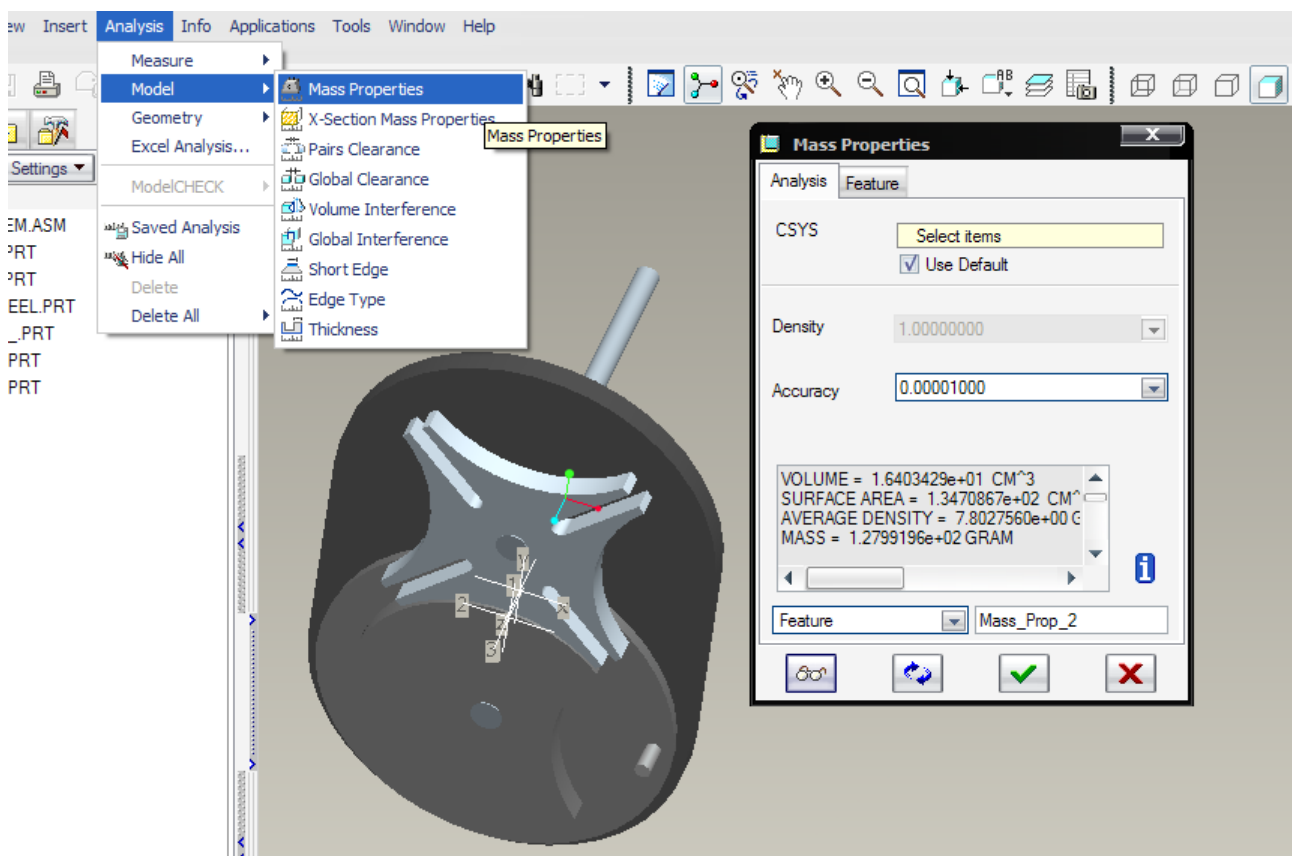 ew Insert Analysis Info Applications Tools Window Help
Measure
Model
Geometry
Excel Analysis...
ModelCHECK
Saved Analysis
Hide All
Delete
Delete All
Mass Properties
X-Section Mass Properties
Pairs Clearance
Global Clearance
Volume Interference
Global Interference
Short Edge
Edge Type
Thickness
Mass Properties
Settings
EM.ASM
PRT
PRT
EEL.PRT
_.PRT
PRT
PRT
AB
y
1
2
x
z
3
Mass Properties
X
Analysis Feature
CSYS
Select items
Use Default
Density 1.00000000
Accuracy 0.00001000
VOLUME = 1.6403429e+01 CM^3
SURFACE AREA = 1.3470867e+02 CM^
AVERAGE DENSITY = 7.8027560e+00 G
MASS = 1.2799196e+02 GRAM
i
Feature Mass_Prop_2